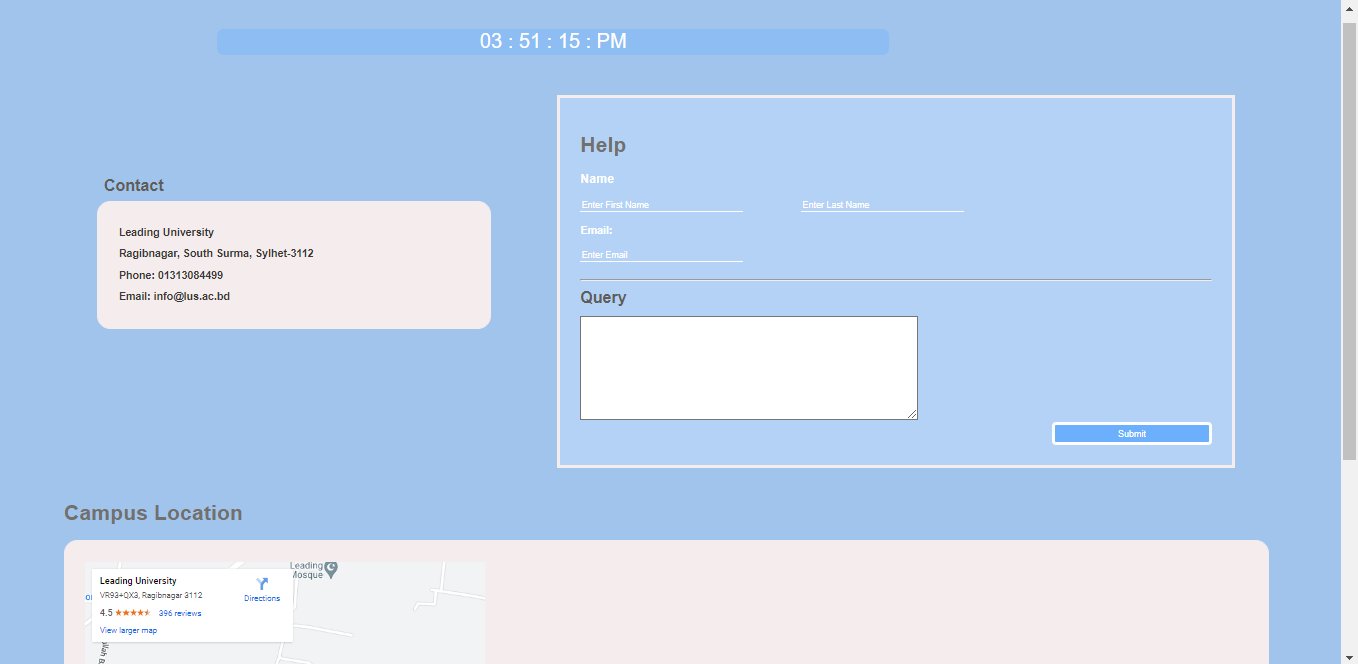 03 : 51 : 15 : PM
Contact
Leading University
Ragibnagar, South Surma, Sylhet-3112
Phone: 01313084499
Email: info@lus.ac.bd
Help
Name
Enter First Name
Enter Last Name
Email:
Enter Email
Query
Submit
Campus Location
Leading University
VR93+QX3, Ragibnagar 3112
4.5
396 reviews
View larger map
Directions
Leading
Mosque